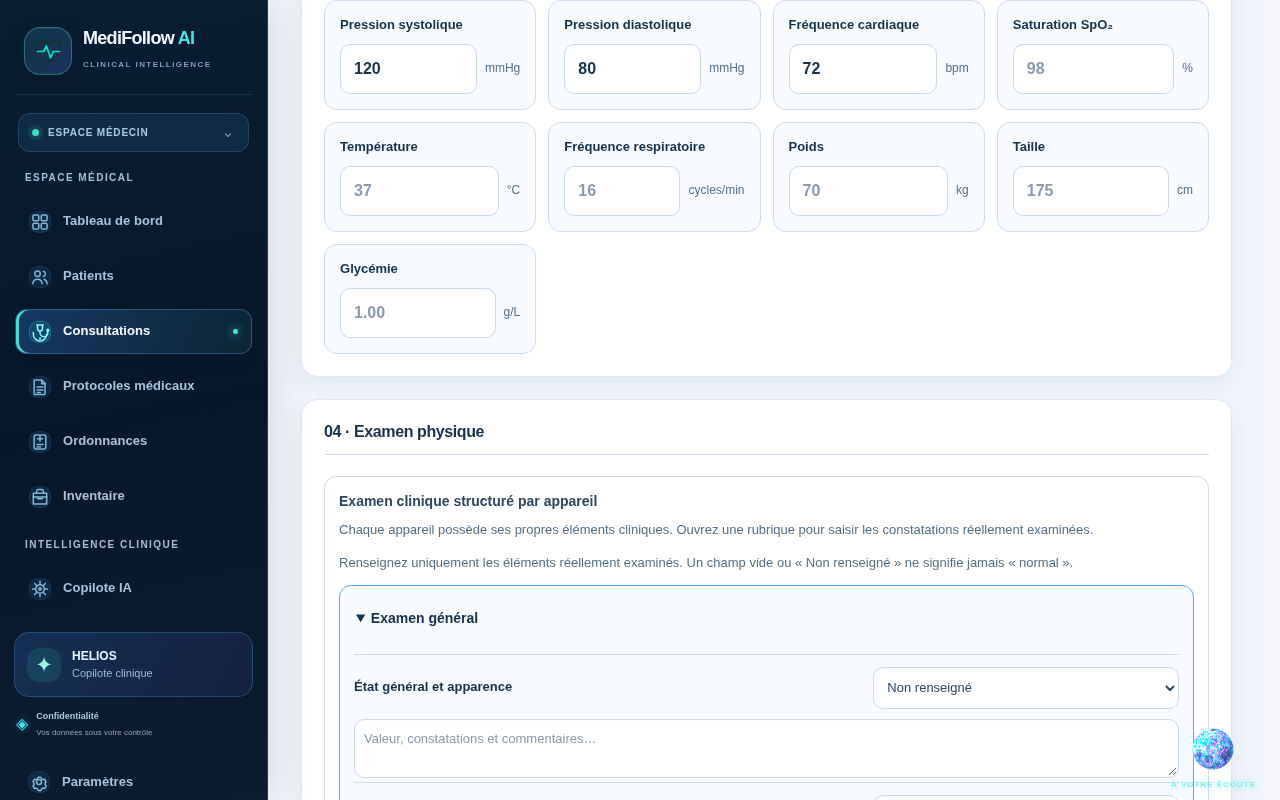 MediFollow AI
CLINICAL INTELLIGENCE
ESPACE MÉDECIN
ESPACE MÉDICAL
Tableau de bord
Patients
Consultations
Protocoles médicaux
Ordonnances
Inventaire
INTELLIGENCE CLINIQUE
Copilote IA
HELIOS
Copilote clinique
Confidentialité
Vos données sous votre contrôle
Paramètres
Pression systolique
120 mmHg
Pression diastolique
80 mmHg
Fréquence cardiaque
72 bpm
Saturation SpO₂
98 %
Température
37 °C
Fréquence respiratoire
16 cycles/min
Poids
70 kg
Taille
175 cm
Glycémie
1.00 g/L
04 · Examen physique
Examen clinique structuré par appareil
Chaque appareil possède ses propres éléments cliniques. Ouvrez une rubrique pour saisir les constatations réellement examinées.
Renseignez uniquement les éléments réellement examinés. Un champ vide ou « Non renseigné » ne signifie jamais « normal ».
▼ Examen général
État général et apparence
Non renseigné
Valeur, constatations et commentaires…
À VOTRE ÉCOUTE